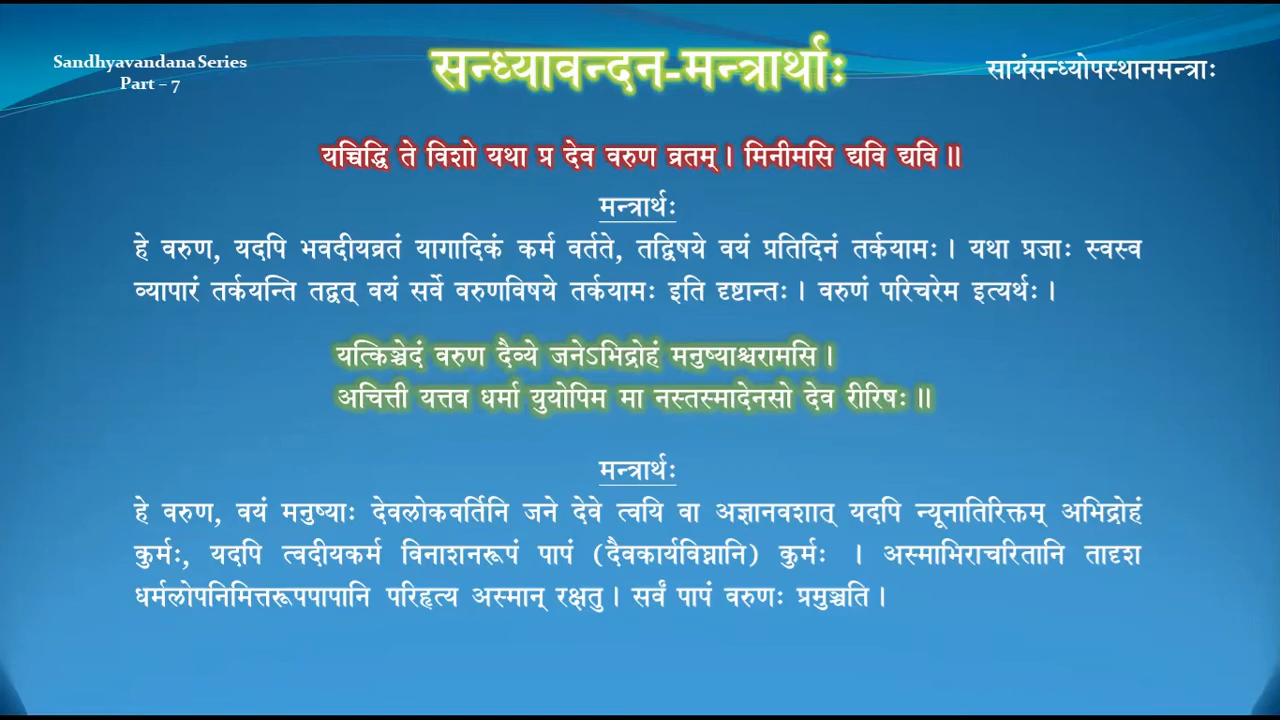 Sandhyavandana Series
Part – 7
सन्ध्यावन्दन-मन्त्रार्थाः
सायंसन्ध्योपस्थानमन्त्राः
यच्चिद्धि ते विशो यथा प्र देव वरुण व्रतम् । मिनीमसि द्यवि द्यवि ॥
मन्त्रार्थः
हे वरुण, यदपि भवदीयव्रतं यागादिकं कर्म वर्तते, तद्विषये वयं प्रतिदिनं तर्कयामः । यथा प्रजाः स्वस्व
व्यापारं तर्कयन्ति तद्वत् वयं सर्वे वरुणविषये तर्कयामः इति दृष्टान्तः । वरुणं परिचरेम इत्यर्थः ।
यत्किञ्चेदं वरुण दैव्ये जनेऽभिद्रोहं मनुष्याश्चरामसि ।
अचित्ती यत्तव धर्मा युयोपिम मा नस्तस्मादेनसो देव रीरिषः ॥
मन्त्रार्थः
हे वरुण, वयं मनुष्याः देवलोकवर्तिनि जने देवे त्वयि वा अज्ञानवशात् यदपि न्यूनातिरिक्तम् अभिद्रोहं
कुर्मः, यदपि त्वदीयकर्म विनाशनरूपं पापं (दैवकार्यविघ्नानि) कुर्मः । अस्माभिराचरितानि तादृश
धर्मलोपनिमित्तरूपपापानि परिहृत्य अस्मान् रक्षतु । सर्वं पापं वरुणः प्रमुञ्चति ।